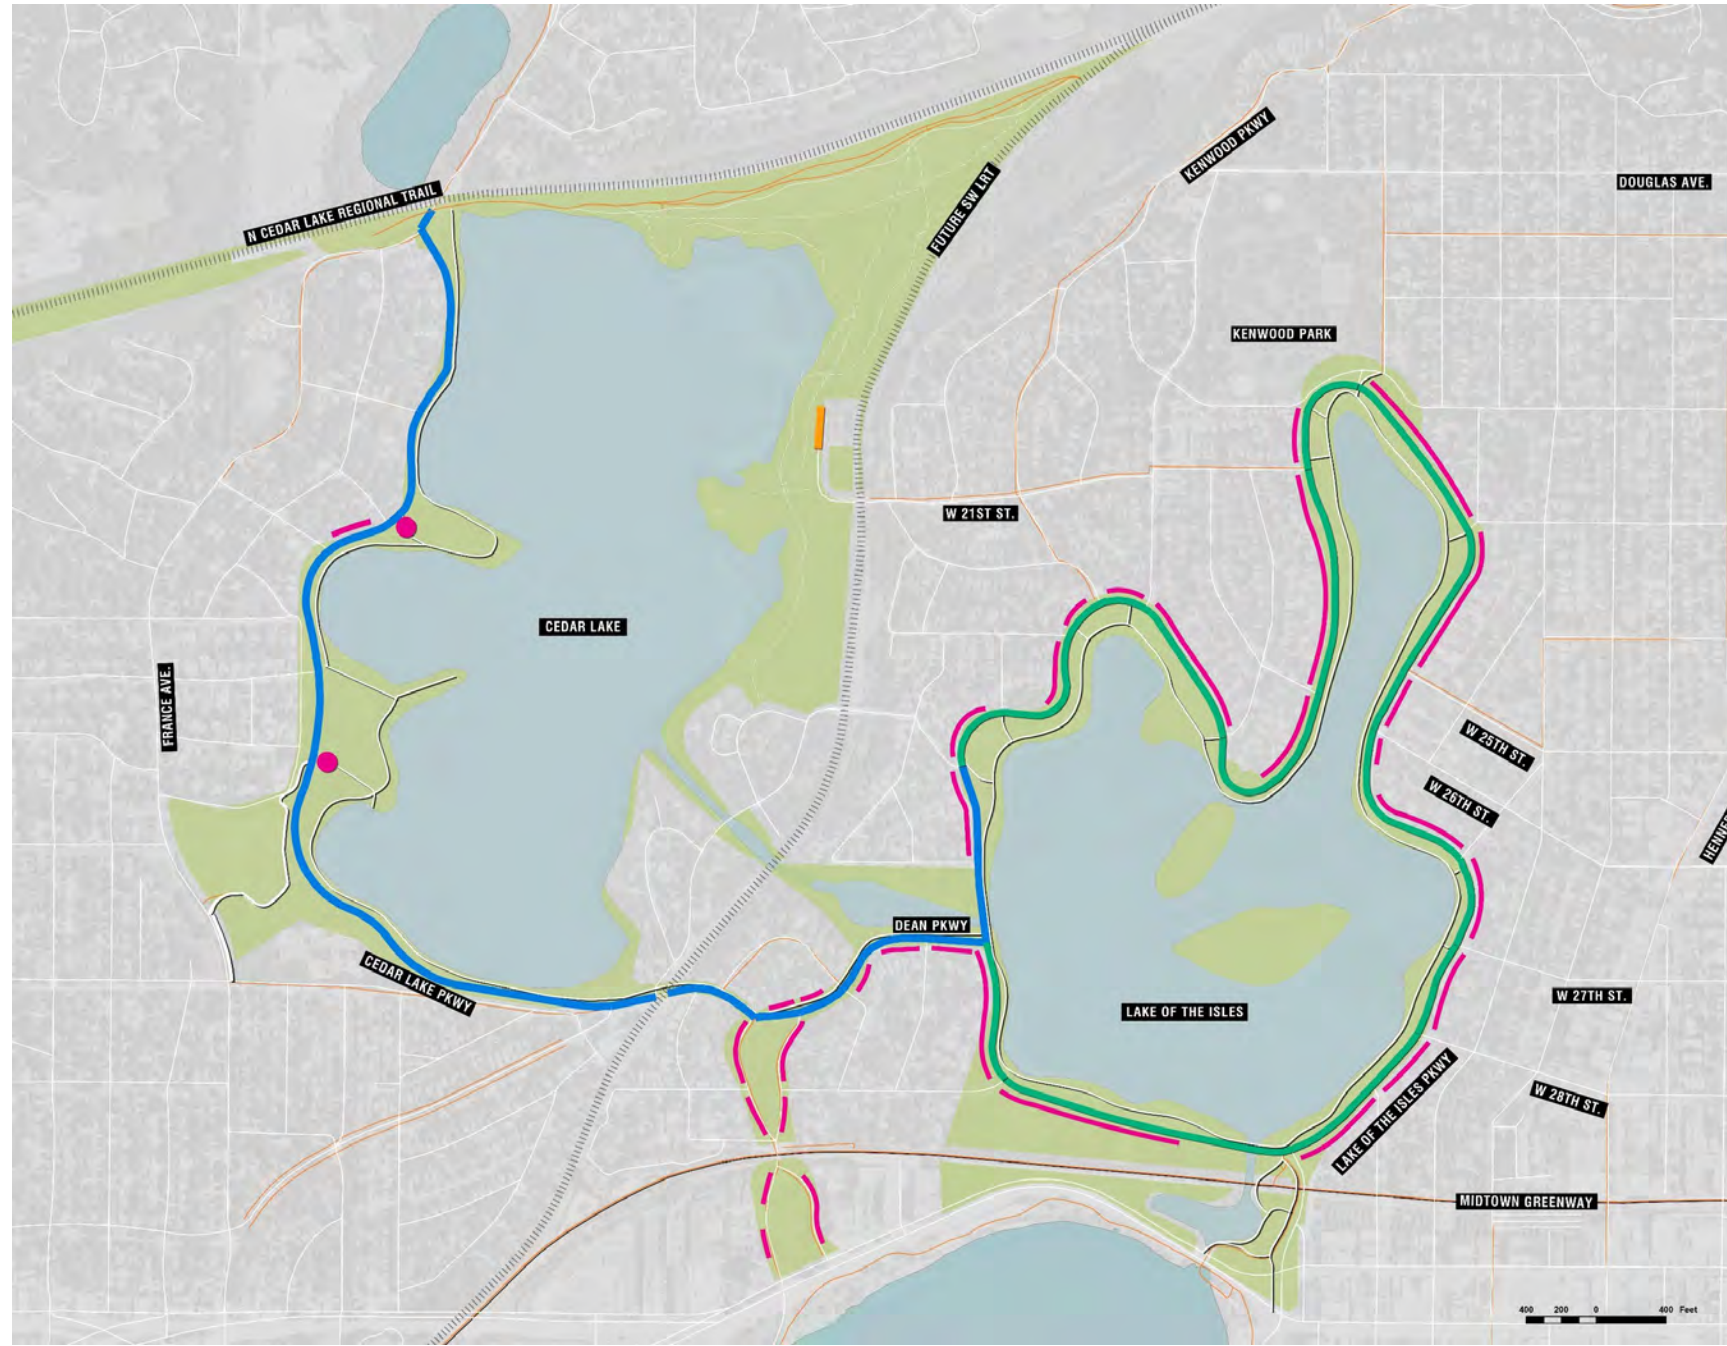 N CEDAR LAKE REGIONAL TRAIL
KENWOOD PKWY
DOUGLAS AVE.
FUTURE SW LRT
KENWOOD PARK
W 21ST ST.
CEDAR LAKE
FRANCE AVE.
W 25TH ST.
W 26TH ST.
DEAN PKWY
CEDAR LAKE PKWY
LAKE OF THE ISLES
W 27TH ST.
LAKE OF THE ISLES PKWY
W 28TH ST.
MIDTOWN GREENWAY
400 200 0 400 Feet